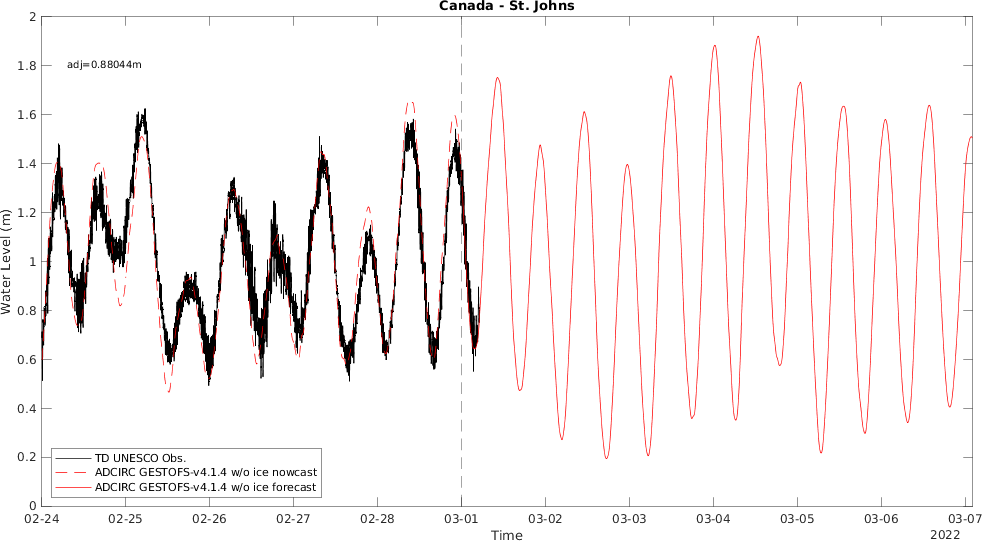 Canada - St. Johns
adj=0.88044m
Water Level (m)
2
1.8
1.6
1.4
1.2
1
0.8
0.6
0.4
0.2
0
TD UNESCO Obs.
ADCIRC GESTOFS-v4.1.4 w/o ice nowcast
ADCIRC GESTOFS-v4.1.4 w/o ice forecast
02-24 02-25 02-26 02-27 02-28 03-01 03-02 03-03 03-04 03-05 03-06 03-07
Time
2022